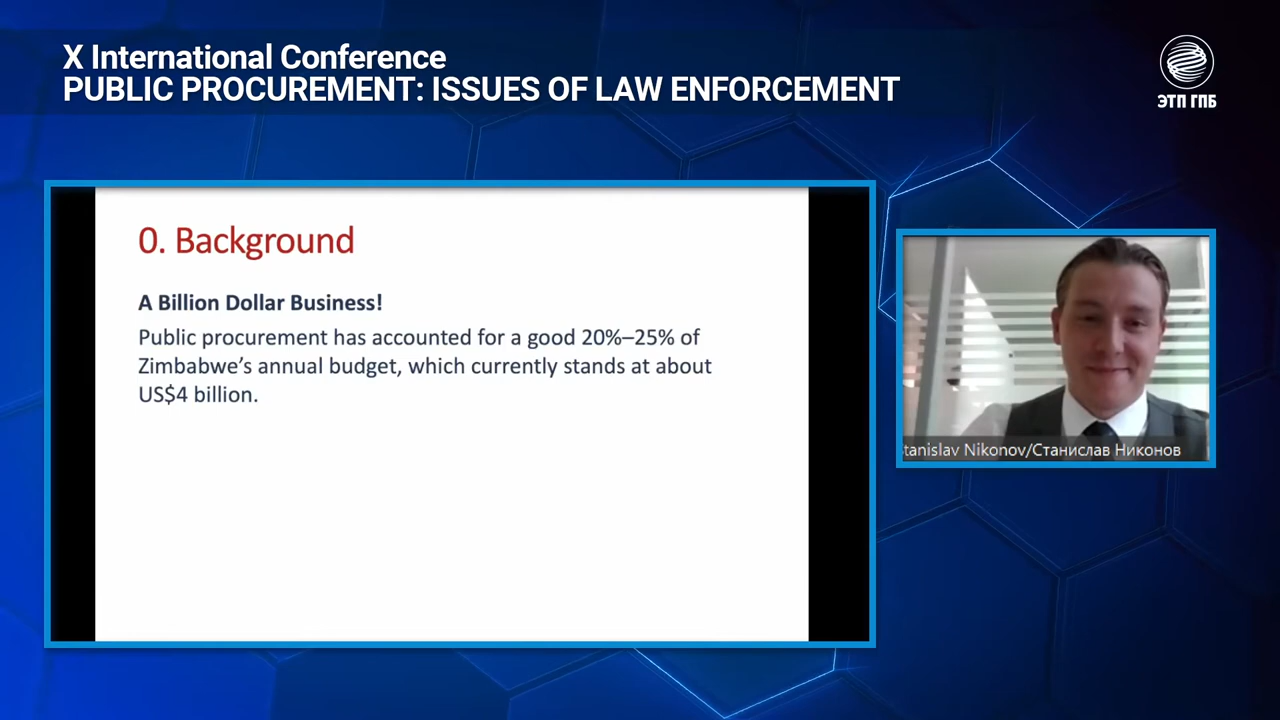 X International Conference
PUBLIC PROCUREMENT: ISSUES OF LAW ENFORCEMENT
ЭТП ГПБ
0. Background
A Billion Dollar Business!
Public procurement has accounted for a good 20%–25% of
Zimbabwe’s annual budget, which currently stands at about
US$4 billion.
tanislav Nikonov/Станислав Никонов